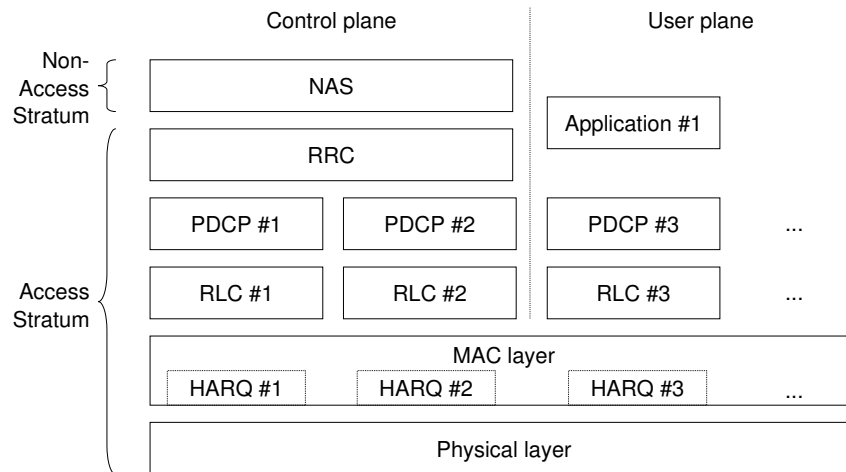 Control plane
User plane
Non-
Access
Stratum
NAS
Application #1
RRC
PDCP #1
PDCP #2
PDCP #3
...
Access
Stratum
RLC #1
RLC #2
RLC #3
...
MAC layer
HARQ #1
HARQ #2
HARQ #3
...
Physical layer